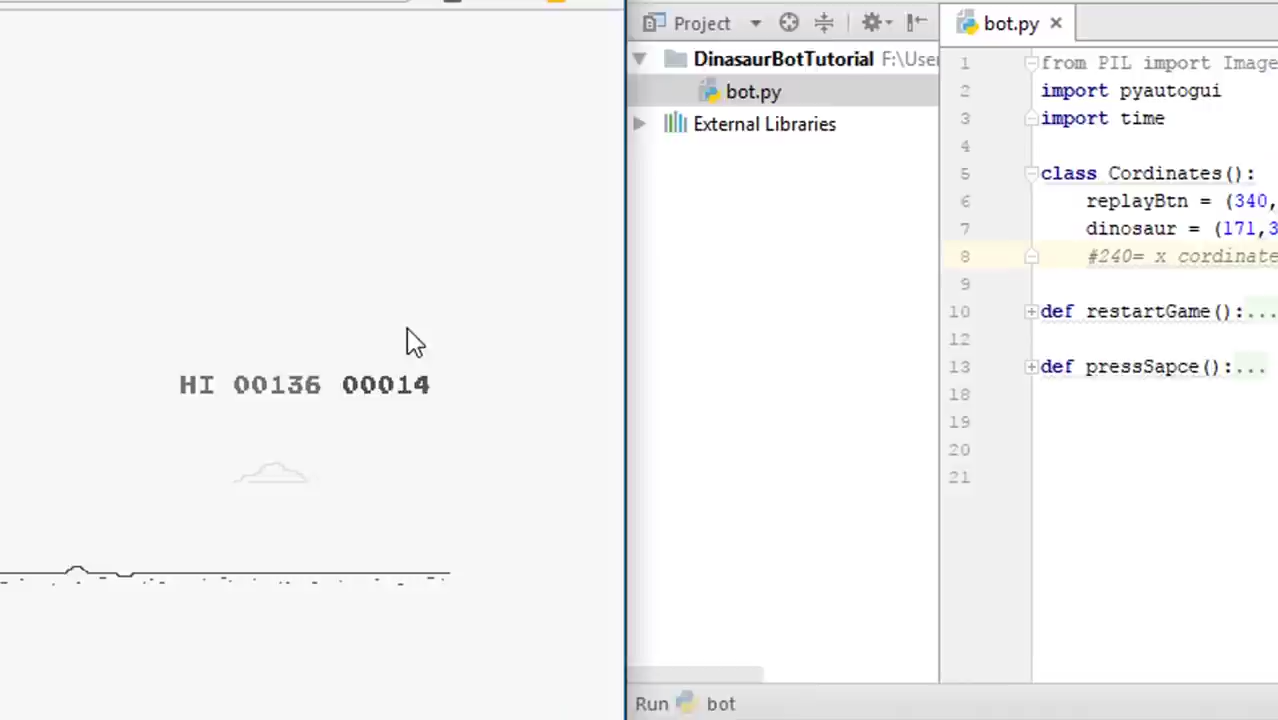 HI 00136 00014
Project
DinasaurBotTutorial F:\Use
bot.py
External Libraries
bot.py
1 from PIL import Image
2 import pyautogui
3 import time
4
5 class Cordinates():
6 replayBtn = (340,
7 dinosaur = (171,3
8 #240= x cordinate
9
10 def restartGame():...
12
13 def pressSapce():...
18
19
20
21
Run bot